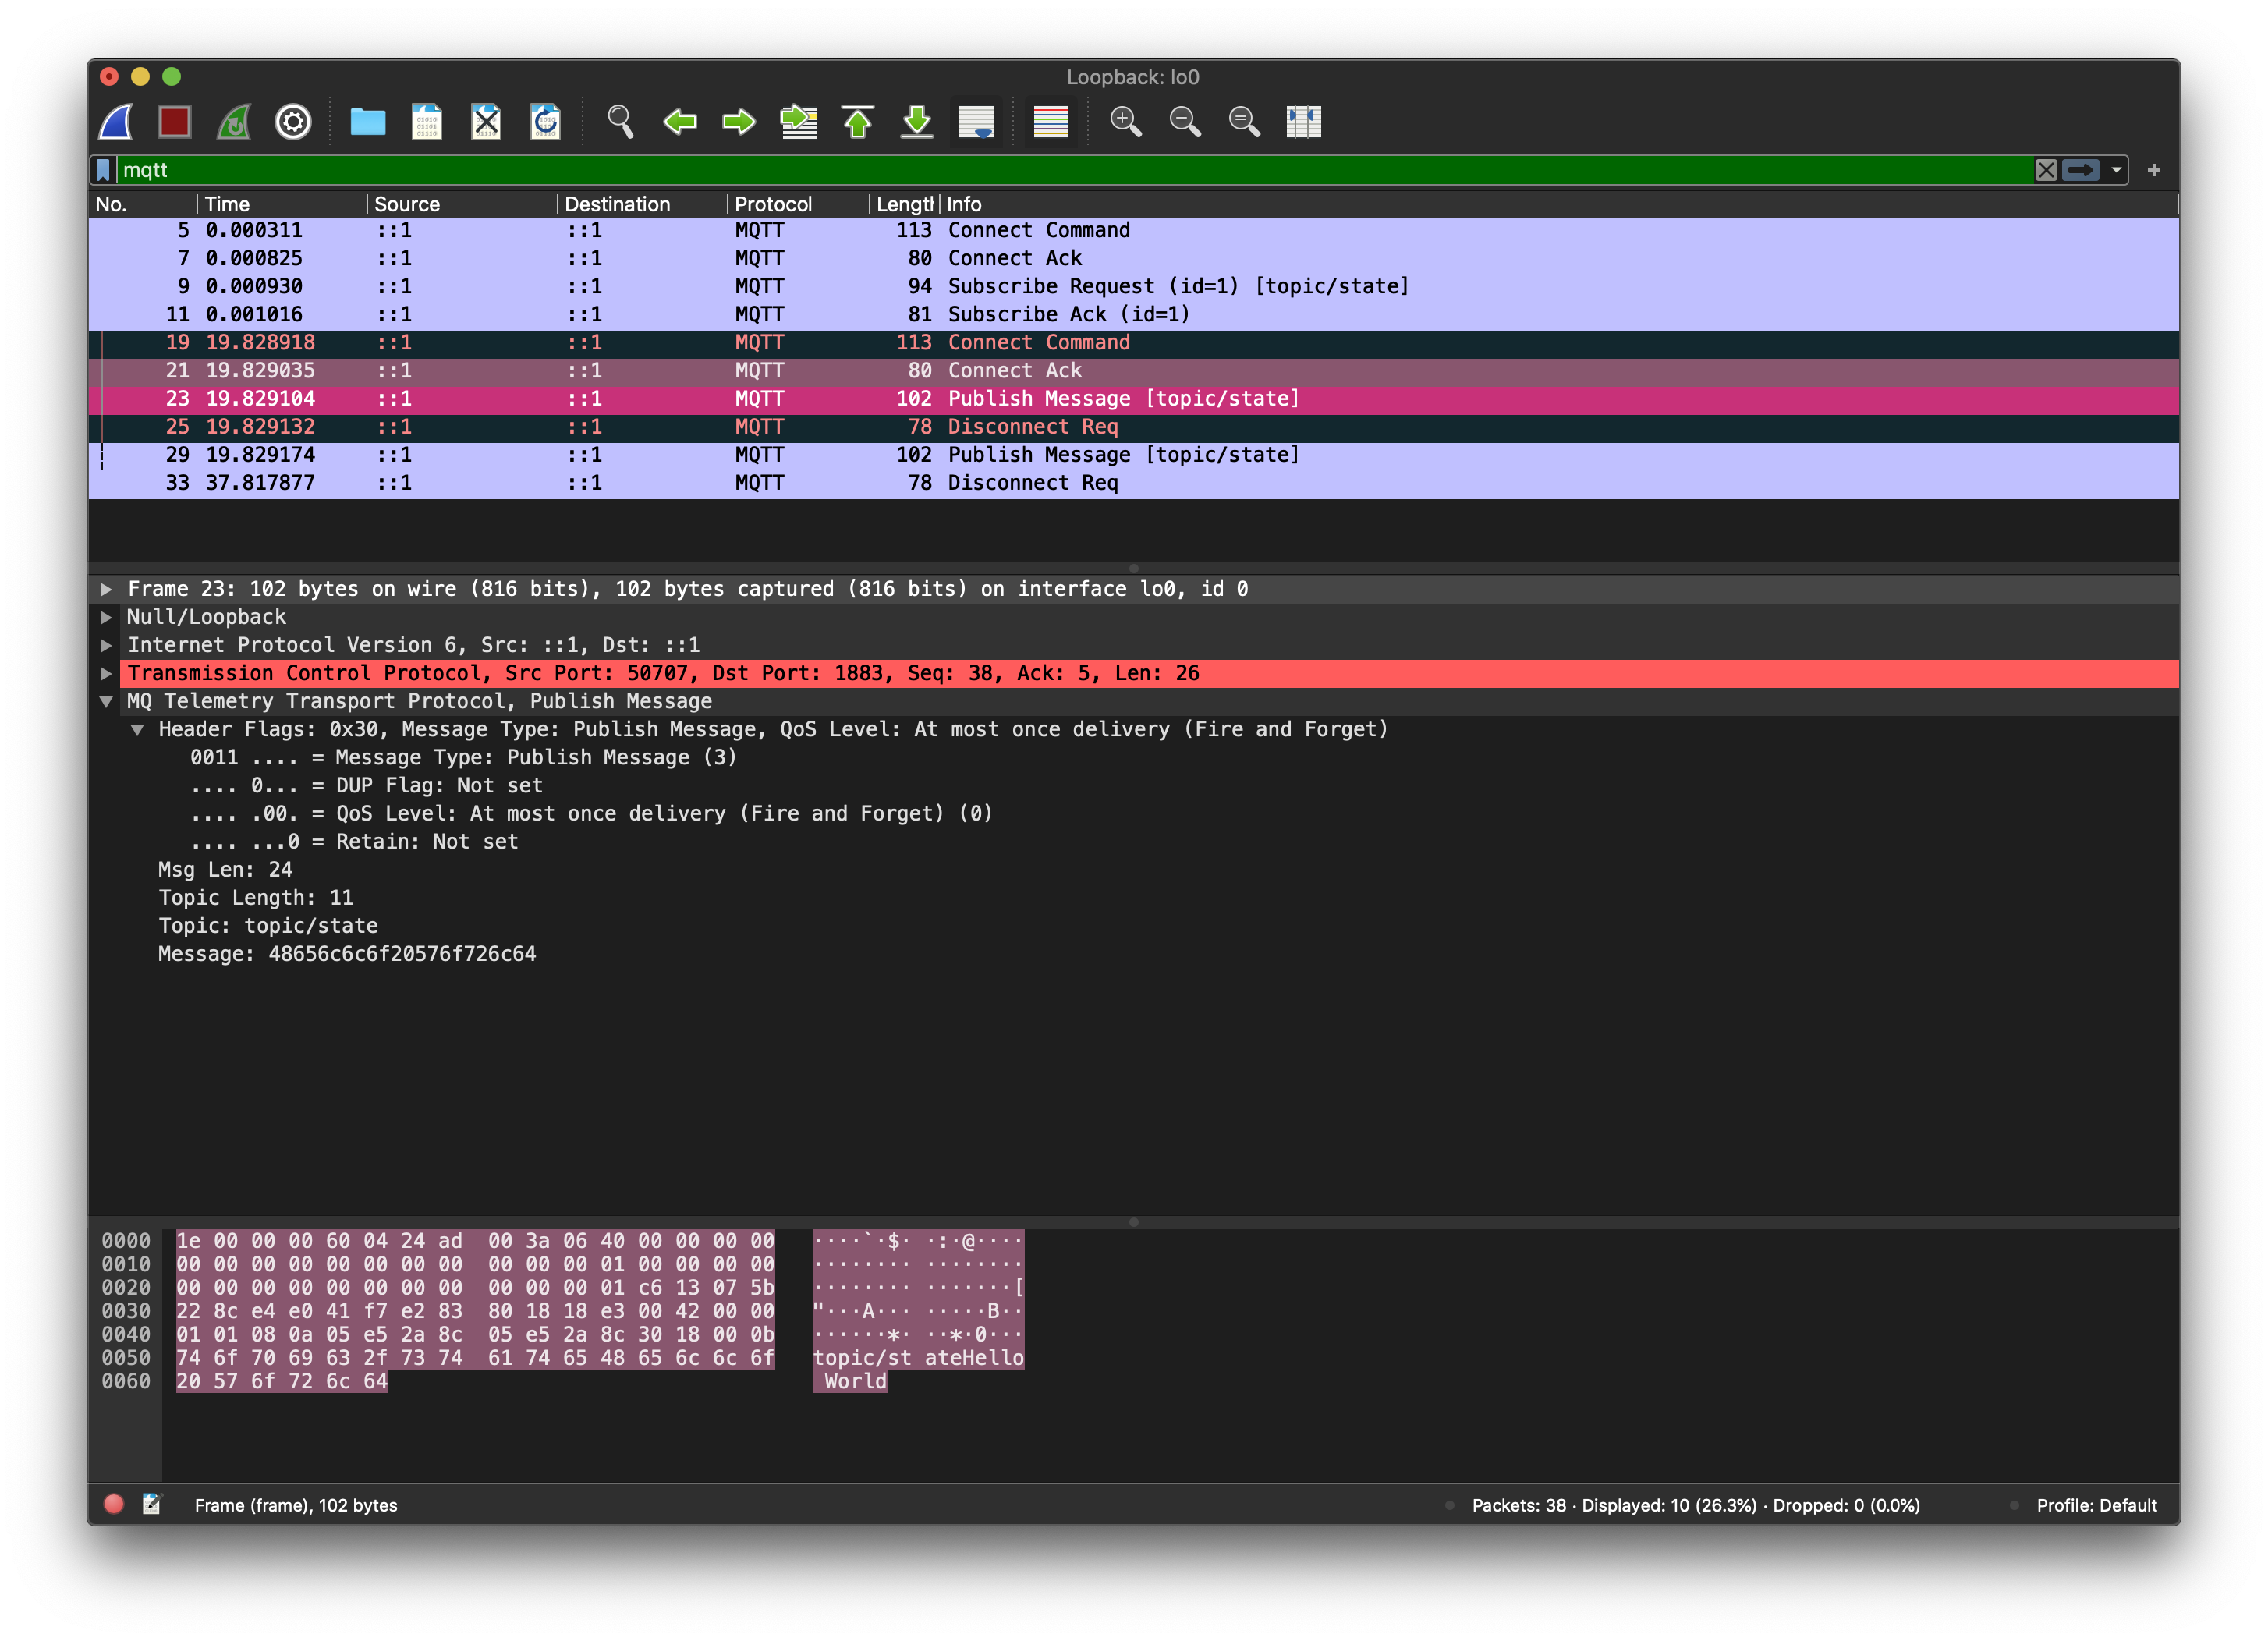 Loopback: lo0
mqtt
No. Time Source Destination Protocol Lengt Info
5 0.000311 ::1 ::1 MQTT 113 Connect Command
7 0.000825 ::1 ::1 MQTT 80 Connect Ack
9 0.000930 ::1 ::1 MQTT 94 Subscribe Request (id=1) [topic/state]
11 0.001016 ::1 ::1 MQTT 81 Subscribe Ack (id=1)
19 19.828918 ::1 ::1 MQTT 113 Connect Command
21 19.829035 ::1 ::1 MQTT 80 Connect Ack
23 19.829104 ::1 ::1 MQTT 102 Publish Message [topic/state]
25 19.829132 ::1 ::1 MQTT 78 Disconnect Req
29 19.829174 ::1 ::1 MQTT 102 Publish Message [topic/state]
33 37.817877 ::1 ::1 MQTT 78 Disconnect Req
Frame 23: 102 bytes on wire (816 bits), 102 bytes captured (816 bits) on interface lo0, id 0
Null/Loopback
Internet Protocol Version 6, Src: ::1, Dst: ::1
Transmission Control Protocol, Src Port: 50707, Dst Port: 1883, Seq: 38, Ack: 5, Len: 26
MQ Telemetry Transport Protocol, Publish Message
Header Flags: 0x30, Message Type: Publish Message, QoS Level: At most once delivery (Fire and Forget)
0011 .... = Message Type: Publish Message (3)
.... 0... = DUP Flag: Not set
.... .00. = QoS Level: At most once delivery (Fire and Forget) (0)
.... ...0 = Retain: Not set
Msg Len: 24
Topic Length: 11
Topic: topic/state
Message: 48656c6c6f20576f726c64
0000 1e 00 00 00 60 04 24 ad 00 3a 06 40 00 00 00 00 ····`·$· ·:·@····
0010 00 00 00 00 00 00 00 00 00 00 00 01 00 00 00 00 ········ ········
0020 00 00 00 00 00 00 00 00 00 00 00 01 c6 13 07 5b ········ ·······[
0030 22 8c e4 e0 41 f7 e2 83 80 18 18 e3 00 42 00 00 "···A··· ·····B··
0040 01 01 08 0a 05 e5 2a 8c 05 e5 2a 8c 30 18 00 0b ······*· ··*·0···
0050 74 6f 70 69 63 2f 73 74 61 74 65 48 65 6c 6c 6f topic/st ateHello
0060 20 57 6f 72 6c 64 World
Frame (frame), 102 bytes Packets: 38 · Displayed: 10 (26.3%) · Dropped: 0 (0.0%) Profile: Default